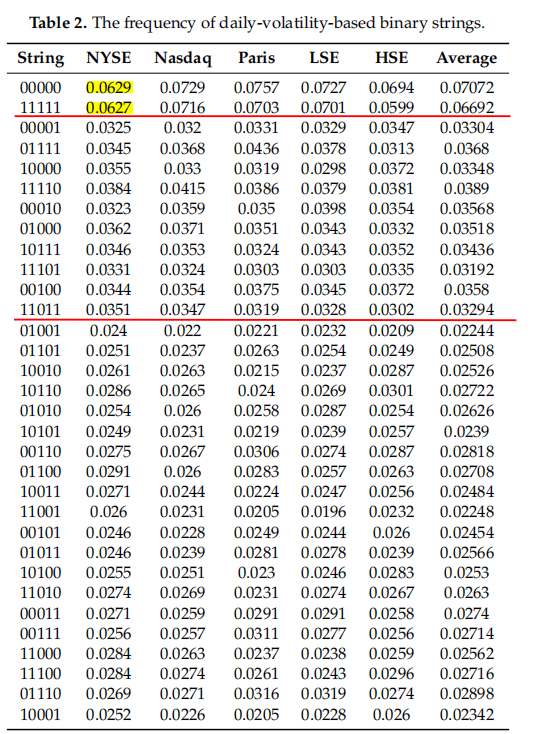 Table 2. The frequency of daily-volatility-based binary strings.
String NYSE Nasdaq Paris LSE HSE Average
00000 0.0629 0.0729 0.0757 0.0727 0.0694 0.07072
11111 0.0627 0.0716 0.0703 0.0701 0.0599 0.06692
00001 0.0325 0.032 0.0331 0.0329 0.0347 0.03304
01111 0.0345 0.0368 0.0436 0.0378 0.0313 0.0368
10000 0.0355 0.033 0.0319 0.0298 0.0372 0.03348
11110 0.0384 0.0415 0.0386 0.0379 0.0381 0.0389
00010 0.0323 0.0359 0.035 0.0398 0.0354 0.03568
01000 0.0362 0.0371 0.0351 0.0343 0.0332 0.03518
10111 0.0346 0.0353 0.0324 0.0343 0.0352 0.03436
11101 0.0331 0.0324 0.0303 0.0303 0.0335 0.03192
00100 0.0344 0.0354 0.0375 0.0345 0.0372 0.0358
11011 0.0351 0.0347 0.0319 0.0328 0.0302 0.03294
01001 0.024 0.022 0.0221 0.0232 0.0209 0.02244
01101 0.0251 0.0237 0.0263 0.0254 0.0249 0.02508
10010 0.0261 0.0263 0.0215 0.0237 0.0287 0.02526
10110 0.0286 0.0265 0.024 0.0269 0.0301 0.02722
01010 0.0254 0.026 0.0258 0.0287 0.0254 0.02626
10101 0.0249 0.0231 0.0219 0.0239 0.0257 0.0239
00110 0.0275 0.0267 0.0306 0.0274 0.0287 0.02818
01100 0.0291 0.026 0.0283 0.0257 0.0263 0.02708
10011 0.0271 0.0244 0.0224 0.0247 0.0256 0.02484
11001 0.026 0.0231 0.0205 0.0196 0.0232 0.02248
00101 0.0246 0.0228 0.0249 0.0244 0.026 0.02454
01011 0.0246 0.0239 0.0281 0.0278 0.0239 0.02566
10100 0.0255 0.0251 0.023 0.0246 0.0283 0.0253
11010 0.0274 0.0269 0.0231 0.0274 0.0267 0.0263
00011 0.0271 0.0259 0.0291 0.0291 0.0258 0.0274
00111 0.0256 0.0257 0.0311 0.0277 0.0256 0.02714
11000 0.0284 0.0263 0.0237 0.0238 0.0259 0.02562
11100 0.0284 0.0274 0.0261 0.0243 0.0296 0.02716
01110 0.0269 0.0271 0.0316 0.0319 0.0274 0.02898
10001 0.0252 0.0226 0.0205 0.0228 0.026 0.02342